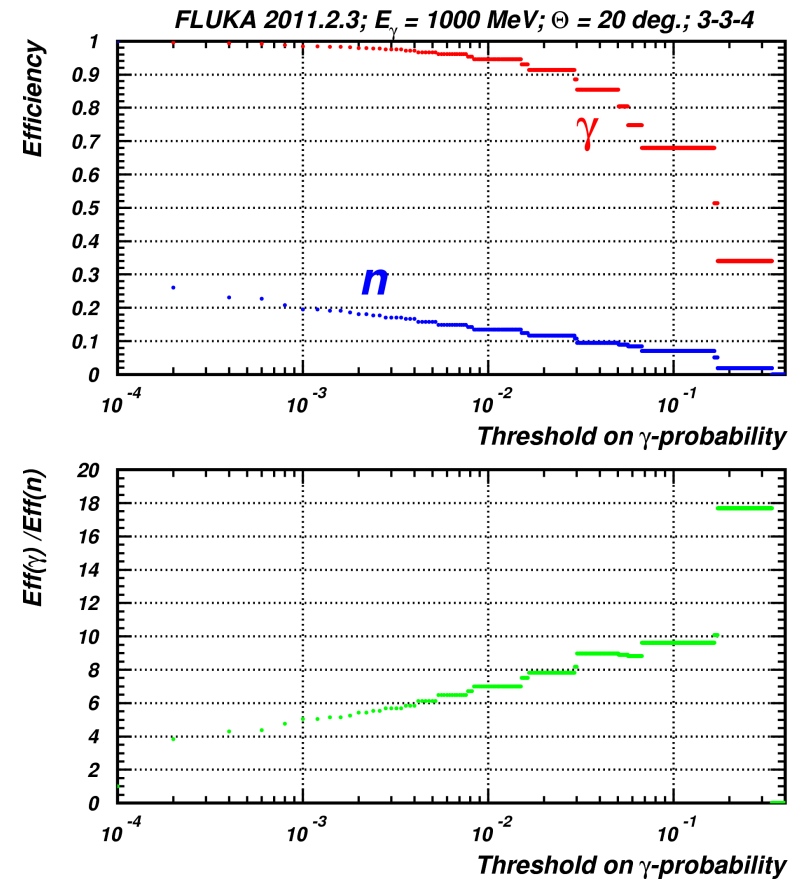 FLUKA 2011.2.3; Eγ = 1000 MeV; Θ = 20 deg.; 3-3-4
Efficiency
1
0.9
0.8
0.7
0.6
0.5
0.4
0.3
0.2
0.1
0
γ
n
10 -4 10 -3 10 -2 10 -1
Threshold on γ-probability
Eff(γ) /Eff(n)
20
18
16
14
12
10
8
6
4
2
0
10 -4 10 -3 10 -2 10 -1
Threshold on γ-probability